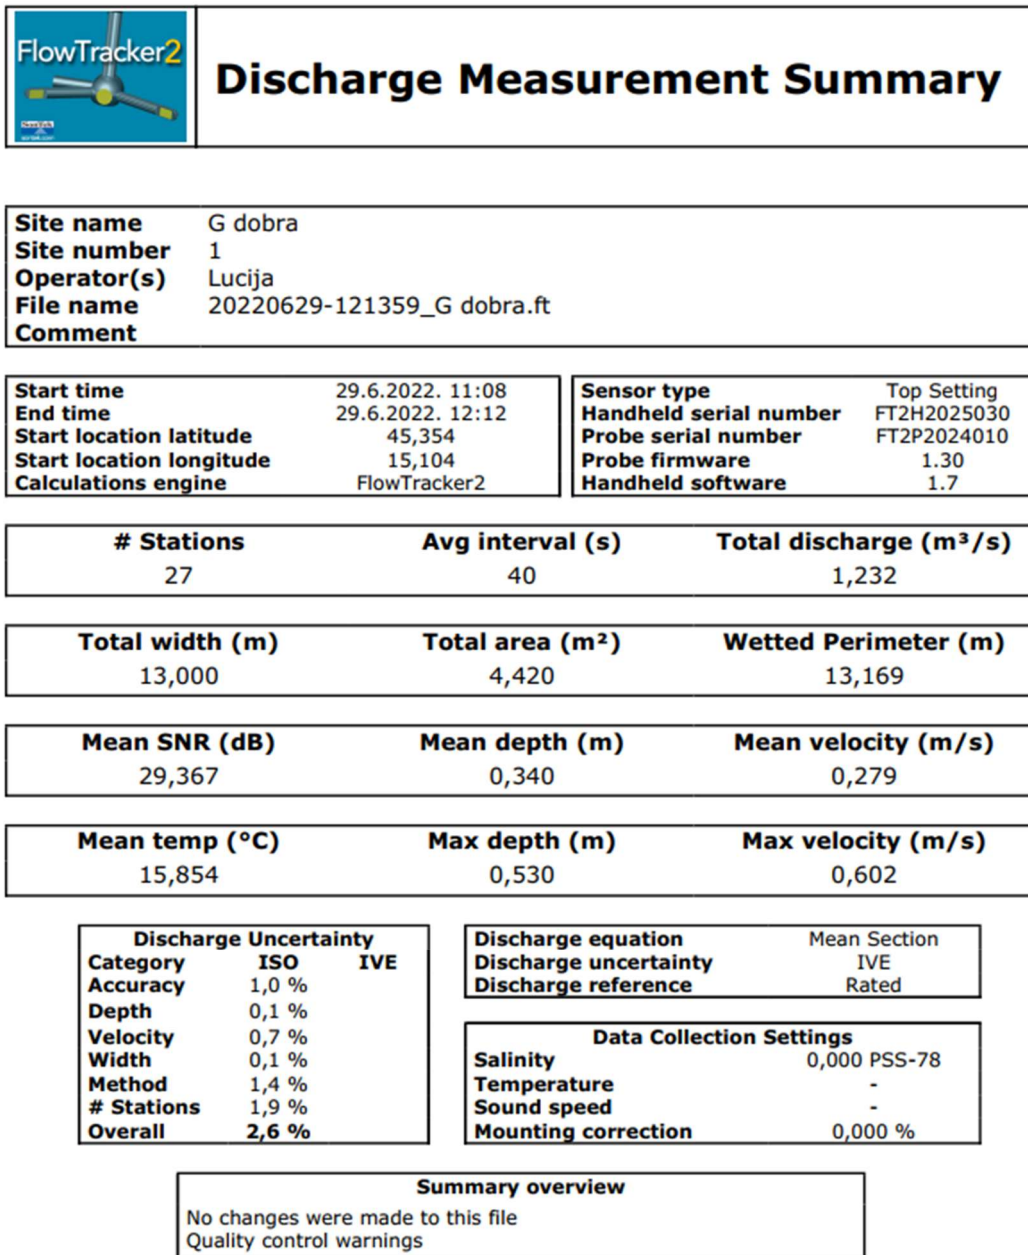 FlowTracker2
Discharge Measurement Summary
Site name G dobra
Site number 1
Operator(s) Lucija
File name 20220629-121359_G dobra.ft
Comment
Start time 29.6.2022. 11:08
End time 29.6.2022. 12:12
Start location latitude 45,354
Start location longitude 15,104
Calculations engine FlowTracker2
Sensor type Top Setting
Handheld serial number FT2H2025030
Probe serial number FT2P2024010
Probe firmware 1.30
Handheld software 1.7
# Stations Avg interval (s) Total discharge (m³/s)
27 40 1,232
Total width (m) Total area (m²) Wetted Perimeter (m)
13,000 4,420 13,169
Mean SNR (dB) Mean depth (m) Mean velocity (m/s)
29,367 0,340 0,279
Mean temp (°C) Max depth (m) Max velocity (m/s)
15,854 0,530 0,602
Discharge Uncertainty
Category ISO IVE
Accuracy 1,0 %
Depth 0,1 %
Velocity 0,7 %
Width 0,1 %
Method 1,4 %
# Stations 1,9 %
Overall 2,6 %
Discharge equation Mean Section
Discharge uncertainty IVE
Discharge reference Rated
Data Collection Settings
Salinity 0,000 PSS-78
Temperature -
Sound speed -
Mounting correction 0,000 %
Summary overview
No changes were made to this file
Quality control warnings